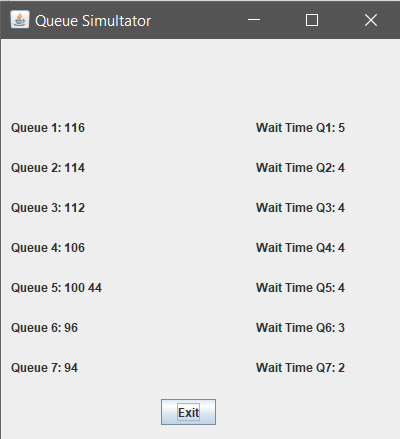 Queue Simultator
Queue 1: 116 Wait Time Q1: 5
Queue 2: 114 Wait Time Q2: 4
Queue 3: 112 Wait Time Q3: 4
Queue 4: 106 Wait Time Q4: 4
Queue 5: 100 44 Wait Time Q5: 4
Queue 6: 96 Wait Time Q6: 3
Queue 7: 94 Wait Time Q7: 2
Exit